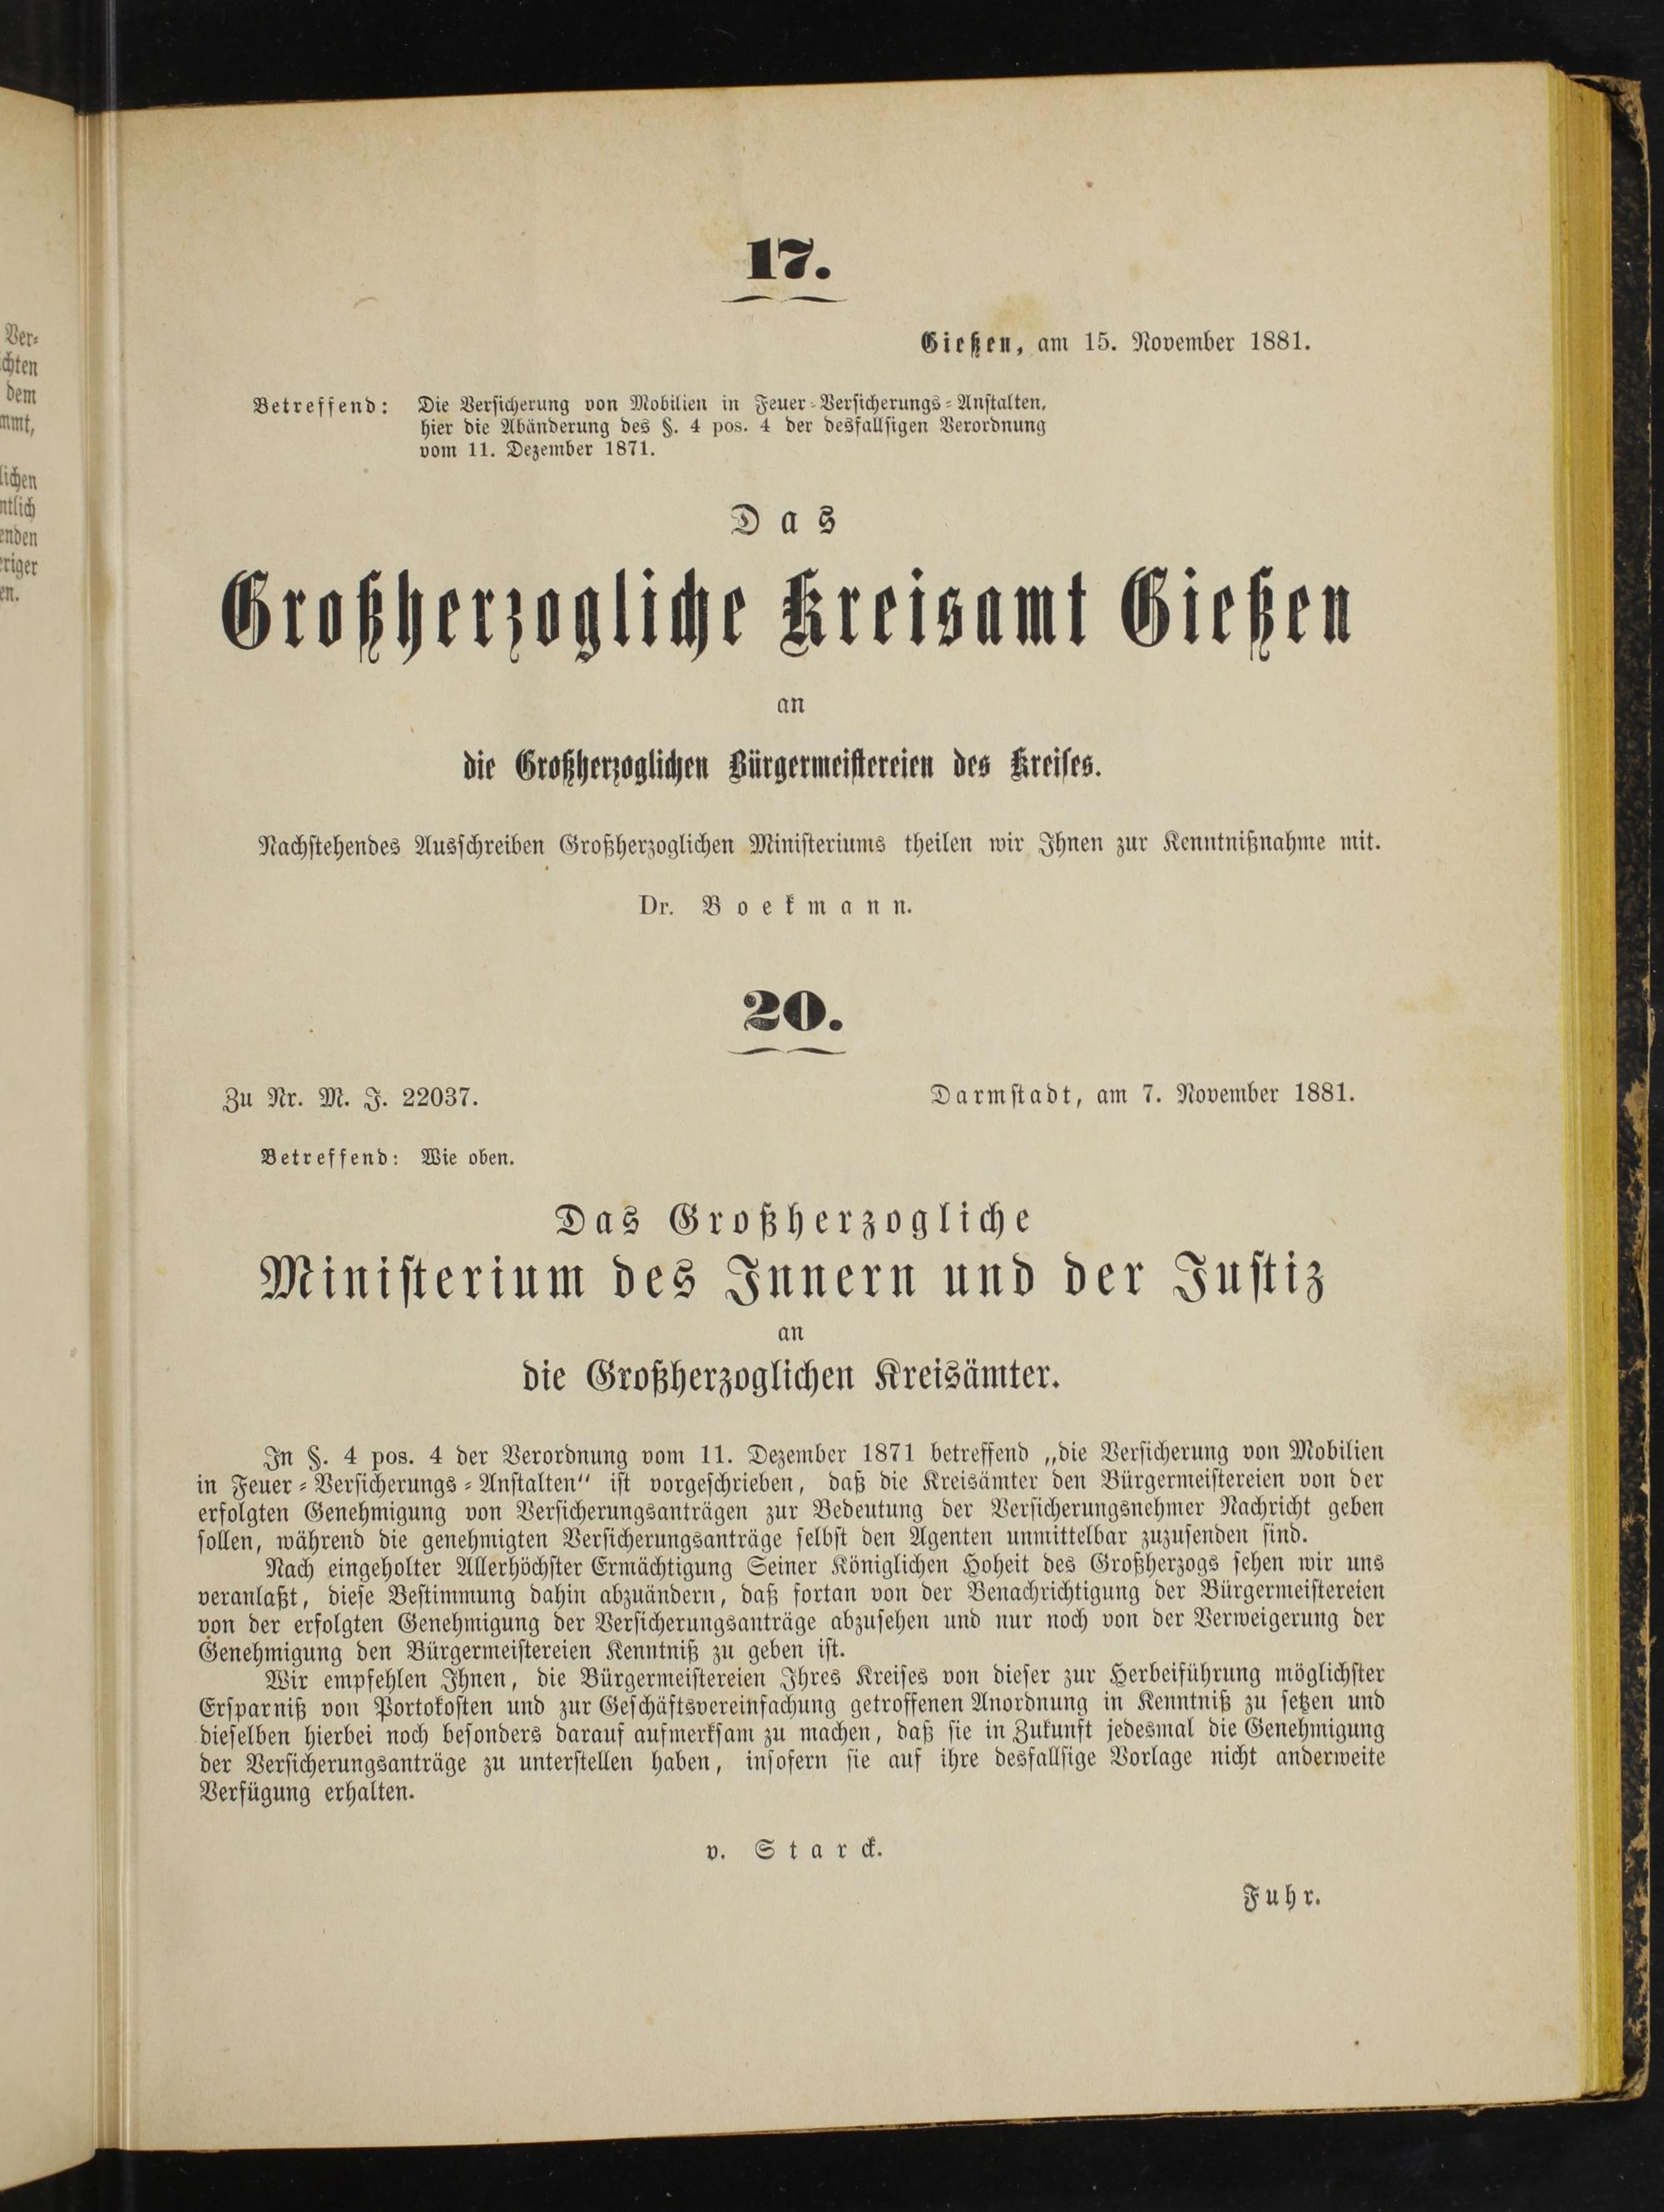 Ver-
chten
dem
mmt,
lichen
ntlich
enden
eriger
en.
17.
Gießen, am 15. November 1881.
Betreffend: Die Versicherung von Mobilien in Feuer-Versicherungs-Anstalten,
hier die Abänderung des §. 4 pos. 4 der desfallsigen Verordnung
vom 11. Dezember 1871.
Das
Großherzogliche Kreisamt Gießen
an
die Großherzoglichen Bürgermeistereien des Kreises.
Nachstehendes Ausschreiben Großherzoglichen Ministeriums theilen wir Ihnen zur Kenntnißnahme mit.
Dr. Boekmann.
20.
Zu Nr. M. J. 22037. Darmstadt, am 7. November 1881.
Betreffend: Wie oben.
Das Großherzogliche
Ministerium des Innern und der Justiz
an
die Großherzoglichen Kreisämter.
In §. 4 pos. 4 der Verordnung vom 11. Dezember 1871 betreffend „die Versicherung von Mobilien
in Feuer-Versicherungs-Anstalten“ ist vorgeschrieben, daß die Kreisämter den Bürgermeistereien von der
erfolgten Genehmigung von Versicherungsanträgen zur Bedeutung der Versicherungsnehmer Nachricht geben
sollen, während die genehmigten Versicherungsanträge selbst den Agenten unmittelbar zuzusenden sind.
Nach eingeholter Allerhöchster Ermächtigung Seiner Königlichen Hoheit des Großherzogs sehen wir uns
veranlaßt, diese Bestimmung dahin abzuändern, daß fortan von der Benachrichtigung der Bürgermeistereien
von der erfolgten Genehmigung der Versicherungsanträge abzusehen und nur noch von der Verweigerung der
Genehmigung den Bürgermeistereien Kenntniß zu geben ist.
Wir empfehlen Ihnen, die Bürgermeistereien Ihres Kreises von dieser zur Herbeiführung möglichster
Ersparniß von Portokosten und zur Geschäftsvereinfachung getroffenen Anordnung in Kenntniß zu setzen und
dieselben hierbei noch besonders darauf aufmerksam zu machen, daß sie in Zukunft jedesmal die Genehmigung
der Versicherungsanträge zu unterstellen haben, insofern sie auf ihre desfallsige Vorlage nicht anderweite
Verfügung erhalten.
v. Starck.
Fuhr.